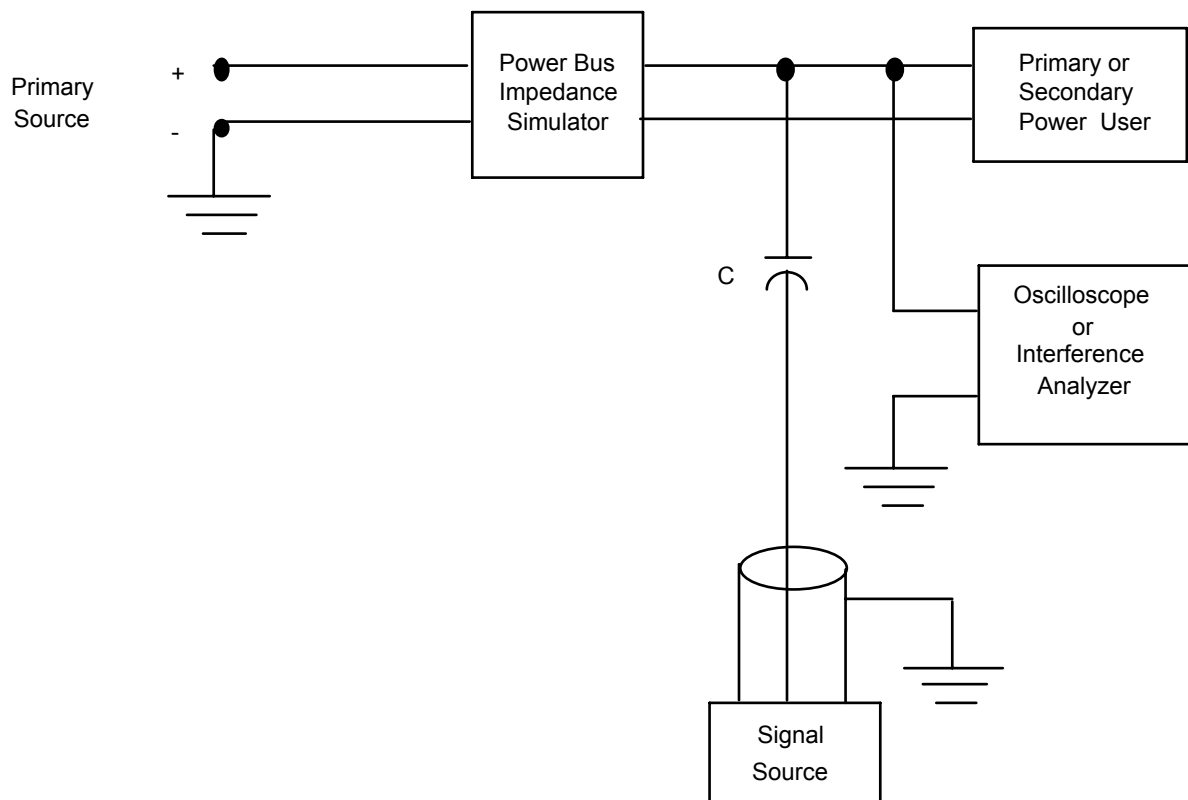 Primary
Source
+
-
Power Bus
Impedance
Simulator
Primary or
Secondary
Power User
C
Oscilloscope
or
Interference
Analyzer
Signal
Source